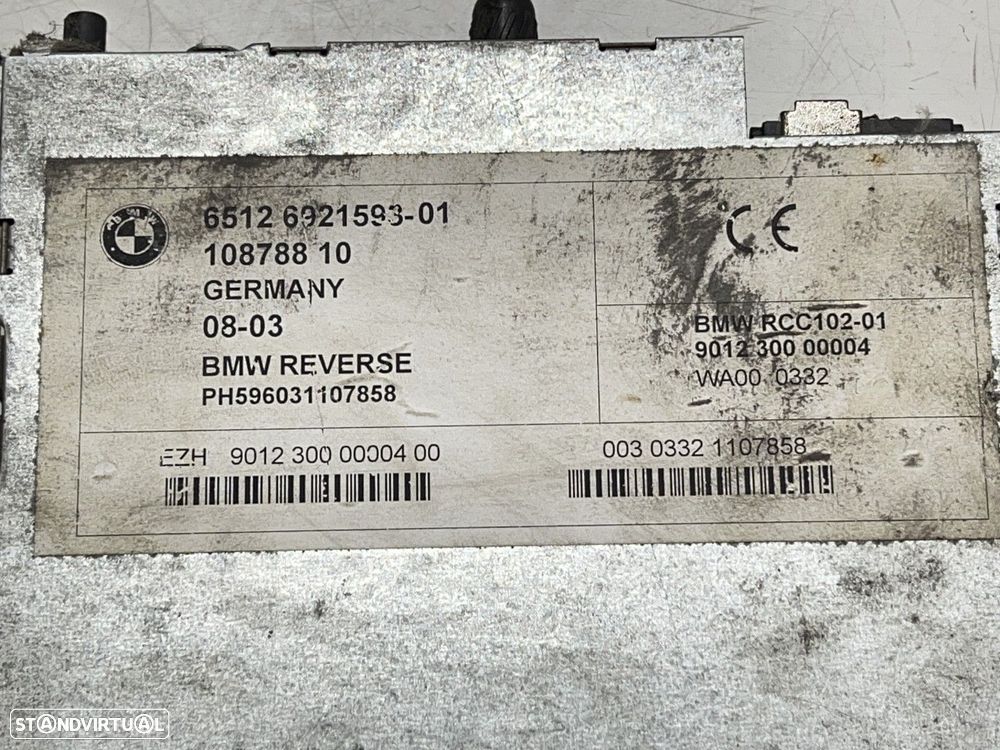 6512 6921593-01
108788 10
GERMANY
08-03
BMW REVERSE
PH596031107858
CE
BMW RCC102-01
9012 300 00004
WA00 0332
EZH 9012 300 00004 00
003 0332 1107858
STANDVIRTUAL